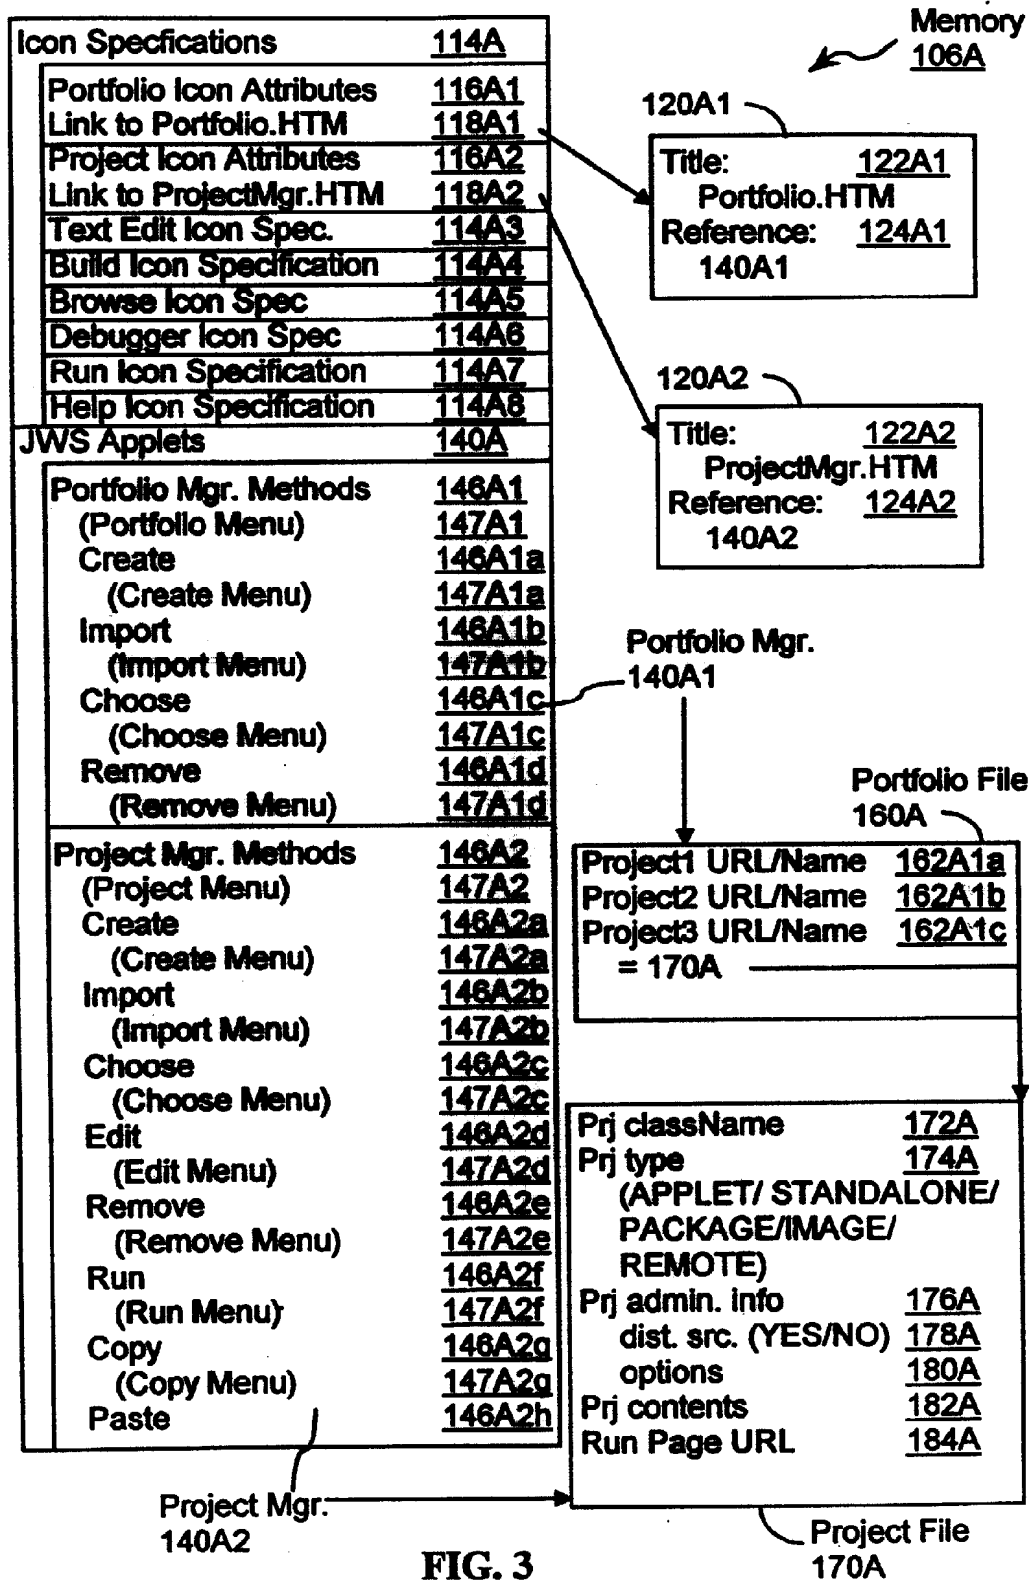 Memory
106A
Icon Specfications 114A
Portfolio Icon Attributes 116A1
Link to Portfolio.HTM 118A1
Project Icon Attributes 116A2
Link to ProjectMgr.HTM 118A2
Text Edit Icon Spec. 114A3
Build Icon Specification 114A4
Browse Icon Spec 114A5
Debugger Icon Spec 114A6
Run Icon Specification 114A7
Help Icon Specification 114A8
JWS Applets 140A
Portfolio Mgr. Methods 146A1
(Portfolio Menu) 147A1
Create 146A1a
(Create Menu) 147A1a
Import 146A1b
(Import Menu) 147A1b
Choose 146A1c
(Choose Menu) 147A1c
Remove 146A1d
(Remove Menu) 147A1d
Project Mgr. Methods 146A2
(Project Menu) 147A2
Create 146A2a
(Create Menu) 147A2a
Import 146A2b
(Import Menu) 147A2b
Choose 146A2c
(Choose Menu) 147A2c
Edit 146A2d
(Edit Menu) 147A2d
Remove 146A2e
(Remove Menu) 147A2e
Run 146A2f
(Run Menu) 147A2f
Copy 146A2g
(Copy Menu) 147A2g
Paste 146A2h
Project Mgr.
140A2
120A1
Title: 122A1
Portfolio.HTM
Reference: 124A1
140A1
120A2
Title: 122A2
ProjectMgr.HTM
Reference: 124A2
140A2
Portfolio Mgr.
140A1
Portfolio File
160A
Project1 URL/Name 162A1a
Project2 URL/Name 162A1b
Project3 URL/Name 162A1c
= 170A
Prj className 172A
Prj type 174A
(APPLET/ STANDALONE/
PACKAGE/IMAGE/
REMOTE)
Prj admin. info 176A
dist. src. (YES/NO) 178A
options 180A
Prj contents 182A
Run Page URL 184A
Project File
170A
FIG. 3